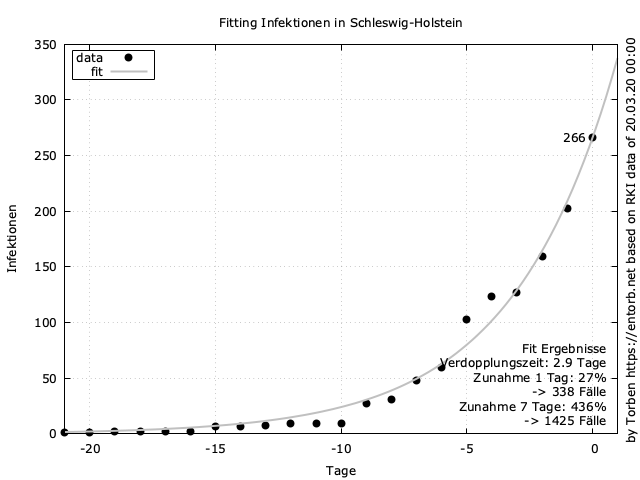 Fitting Infektionen in Schleswig-Holstein
350
300
250
200
150
100
50
0
Infektionen
data
fit
266
Fit Ergebnisse
Verdopplungszeit: 2.9 Tage
Zunahme 1 Tag: 27%
-> 338 Fälle
Zunahme 7 Tage: 436%
-> 1425 Fälle
-20
-15
-10
-5
0
Tage
by Torben https://entorb.net based on RKI data of 20.03.20 00:00